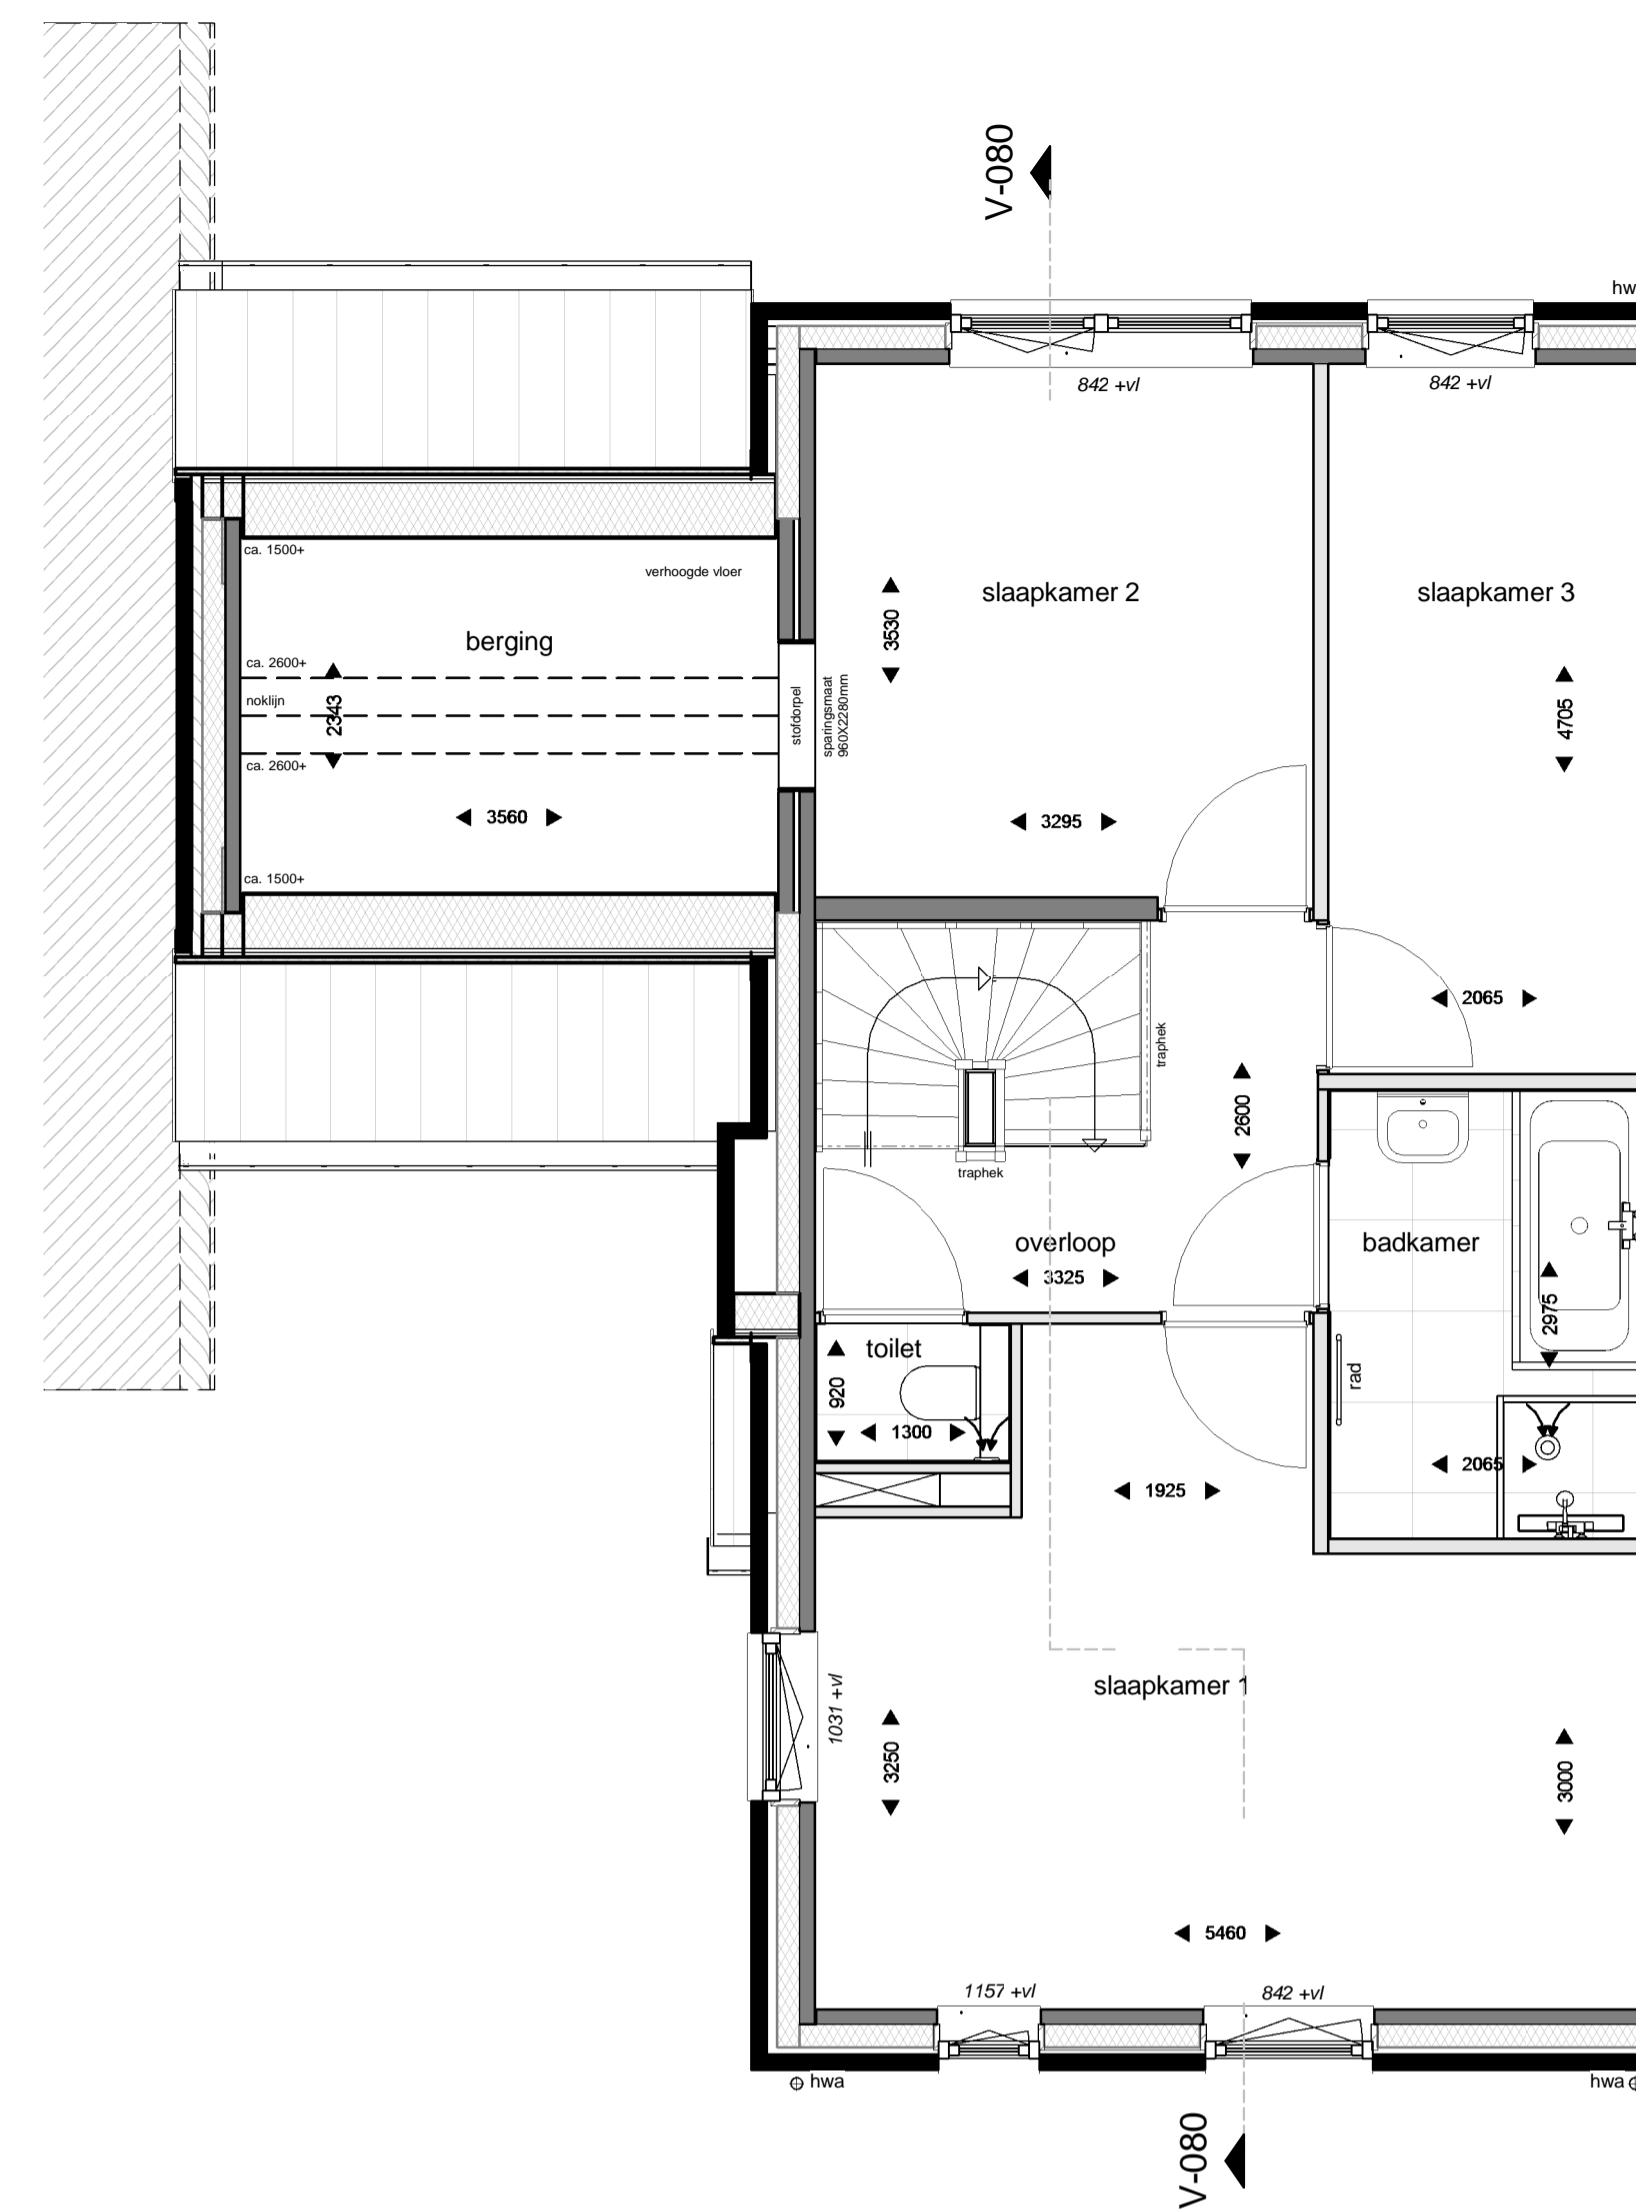 V-080
hw
842 +vl
842 +vl
ca. 1500+
verhoogde vloer
slaapkamer 2
slaapkamer 3
3530
berging
ca. 2600+
noklijn
2343
ca. 2600+
stofdorpel
sparingsmaat
960X2280mm
4705
3560
3295
ca. 1500+
2065
traphek
2600
traphek
overloop
3325
badkamer
2975
toilet
920
1300
rad
2065
1925
slaapkamer 1
1031 +vl
3250
3000
5460
1157 +vl
842 +vl
hwa
hwa
V-080